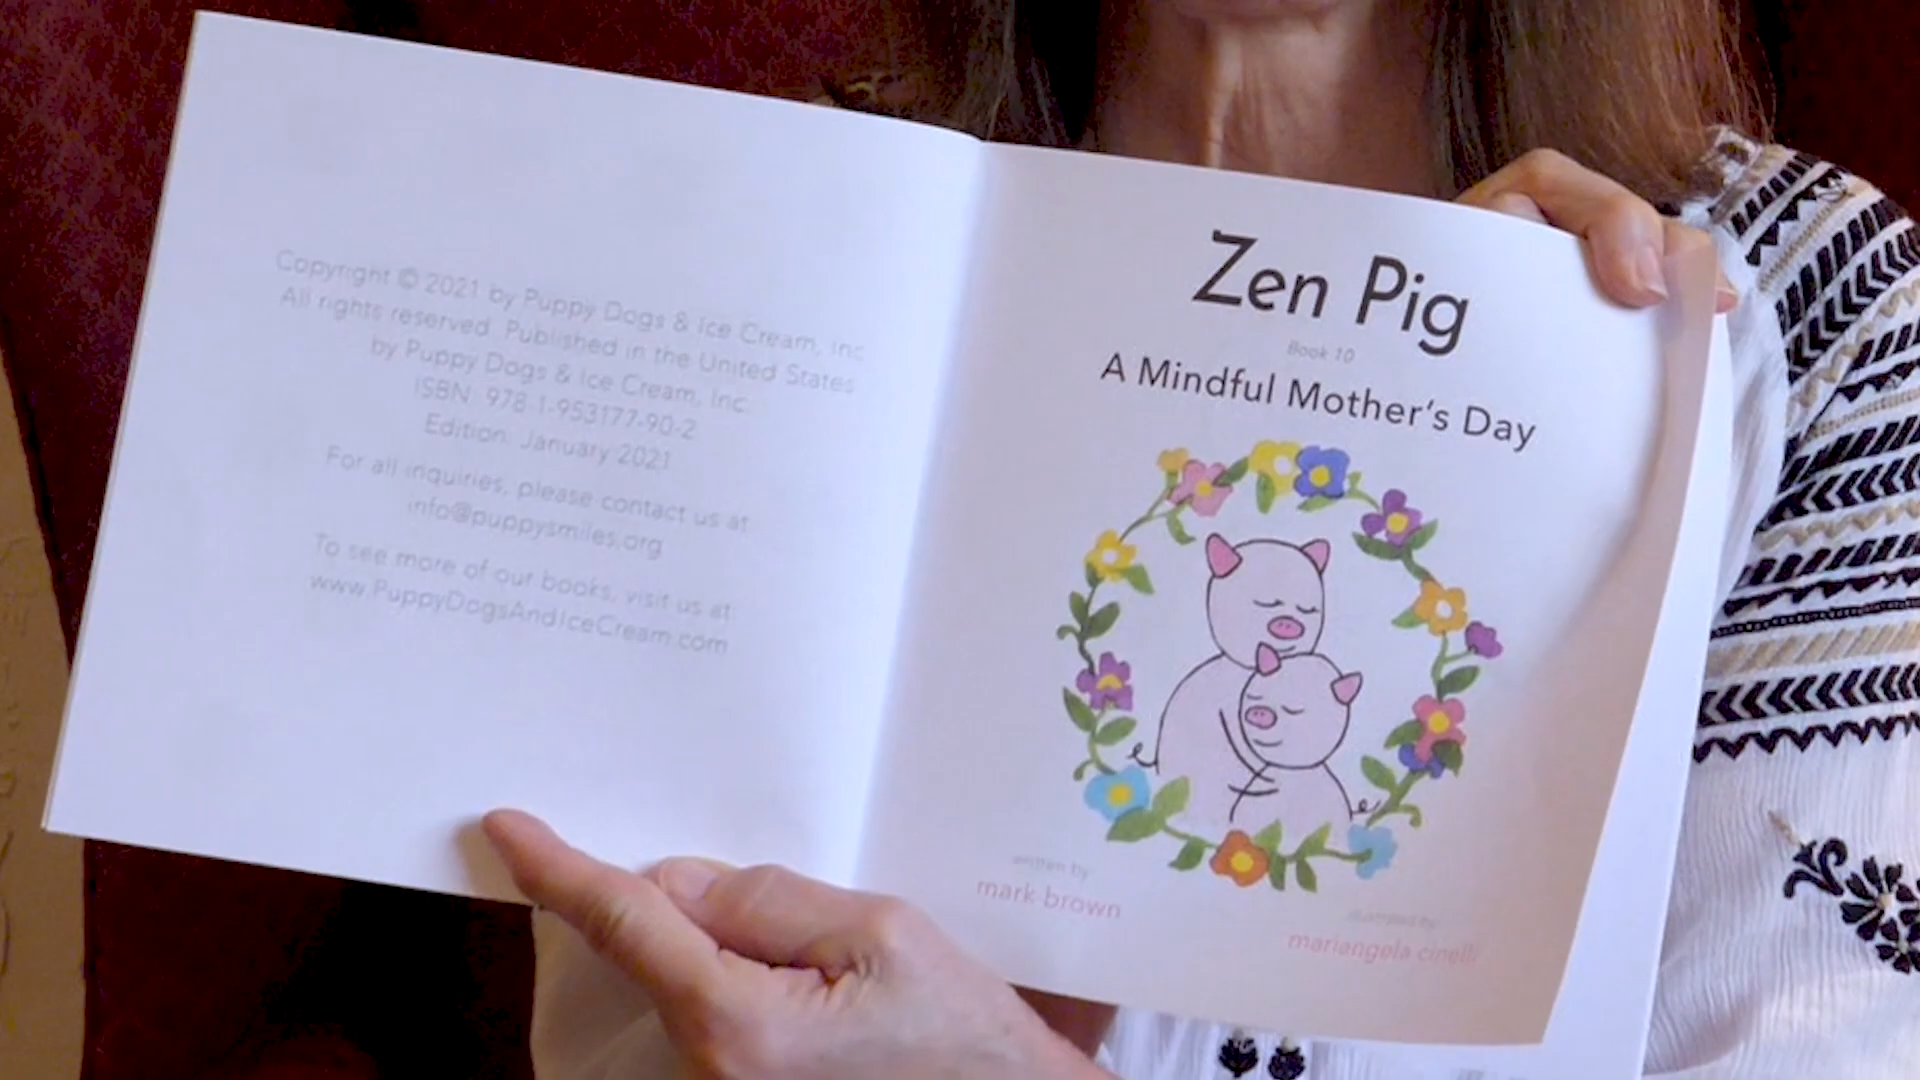 Copyright © 2021 by Puppy Dogs & Ice Cream, Inc.
All rights reserved. Published in the United States
by Puppy Dogs & Ice Cream, Inc.
ISBN: 978-1-953177-90-2
Edition: January 2021
For all inquiries, please contact us at
info@puppysmiles.org
To see more of our books, visit us at:
www.PuppyDogsAndIceCream.com
Zen Pig
Book 10
A Mindful Mother's Day
written by
mark brown
illustrated by
mariangela cinelli